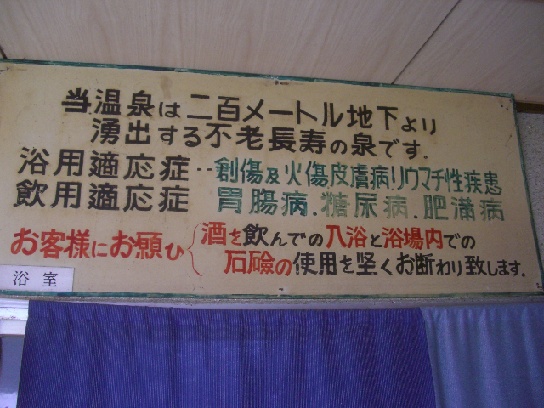 当温泉は二百メートル地下より
湧出する不老長寿の泉です.
浴用適応症‥創傷及火傷皮膚病リウマチ性疾患
飲用適応症 胃腸病.糖尿病.肥満病
お客様にお願ひ{酒を飲んでの入浴と浴場内での
石鹸の使用を堅くお断わり致します.
浴室